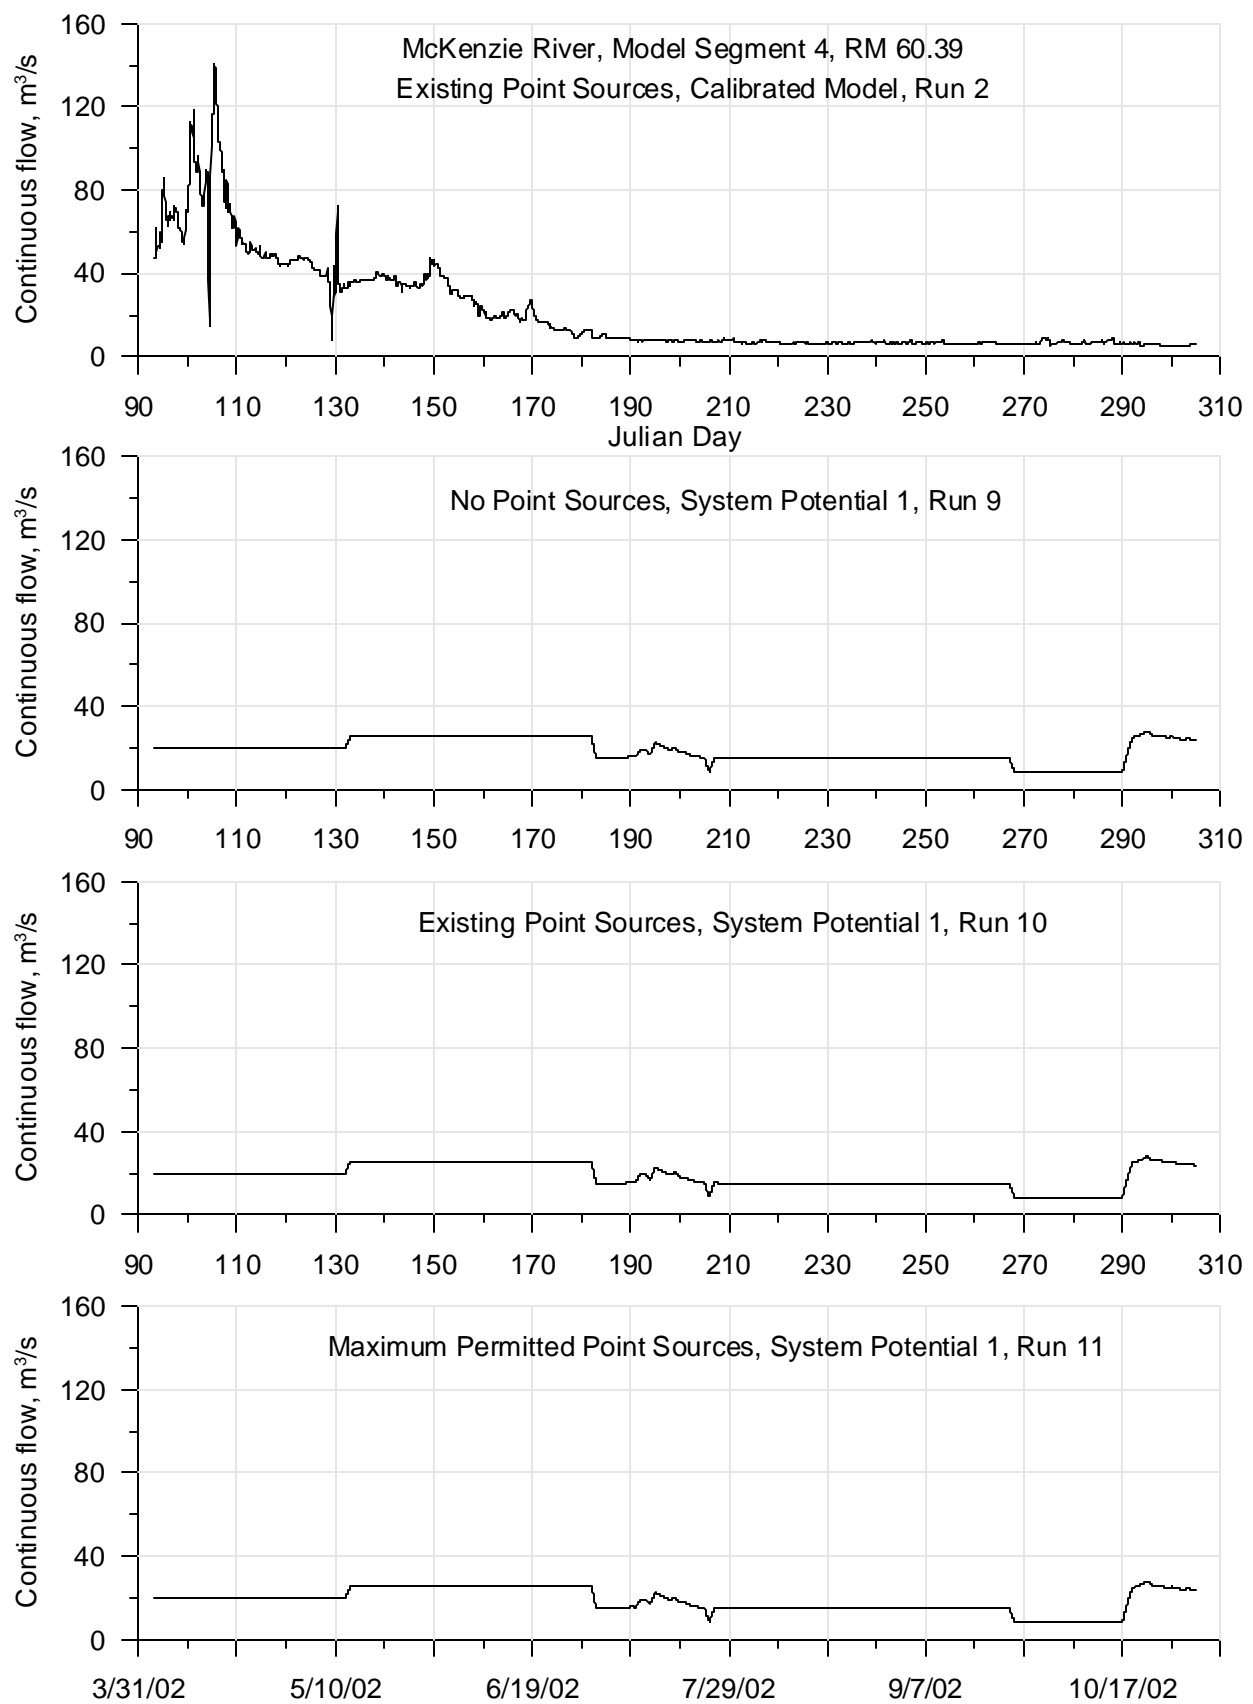 McKenzie River, Model Segment 4, RM 60.39
Existing Point Sources, Calibrated Model, Run 2
Continuous flow, m³/s
160
120
80
40
0
90 110 130 150 170 190 210 230 250 270 290 310
Julian Day
No Point Sources, System Potential 1, Run 9
Continuous flow, m³/s
160
120
80
40
0
90 110 130 150 170 190 210 230 250 270 290 310
Existing Point Sources, System Potential 1, Run 10
Continuous flow, m³/s
160
120
80
40
0
90 110 130 150 170 190 210 230 250 270 290 310
Maximum Permitted Point Sources, System Potential 1, Run 11
Continuous flow, m³/s
160
120
80
40
0
3/31/02 5/10/02 6/19/02 7/29/02 9/7/02 10/17/02